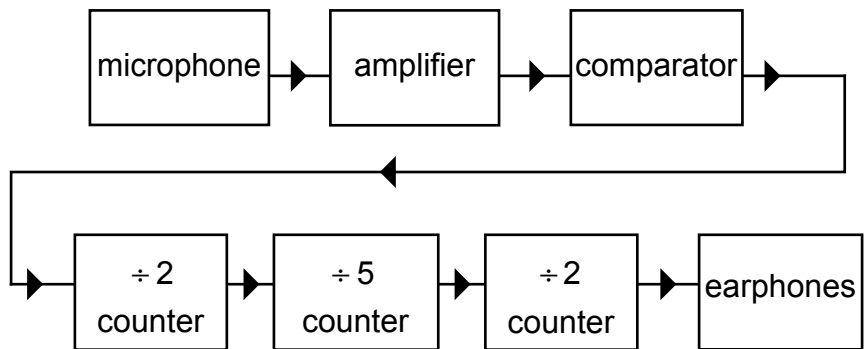 microphone
amplifier
comparator
÷ 2
counter
÷ 5
counter
÷ 2
counter
earphones